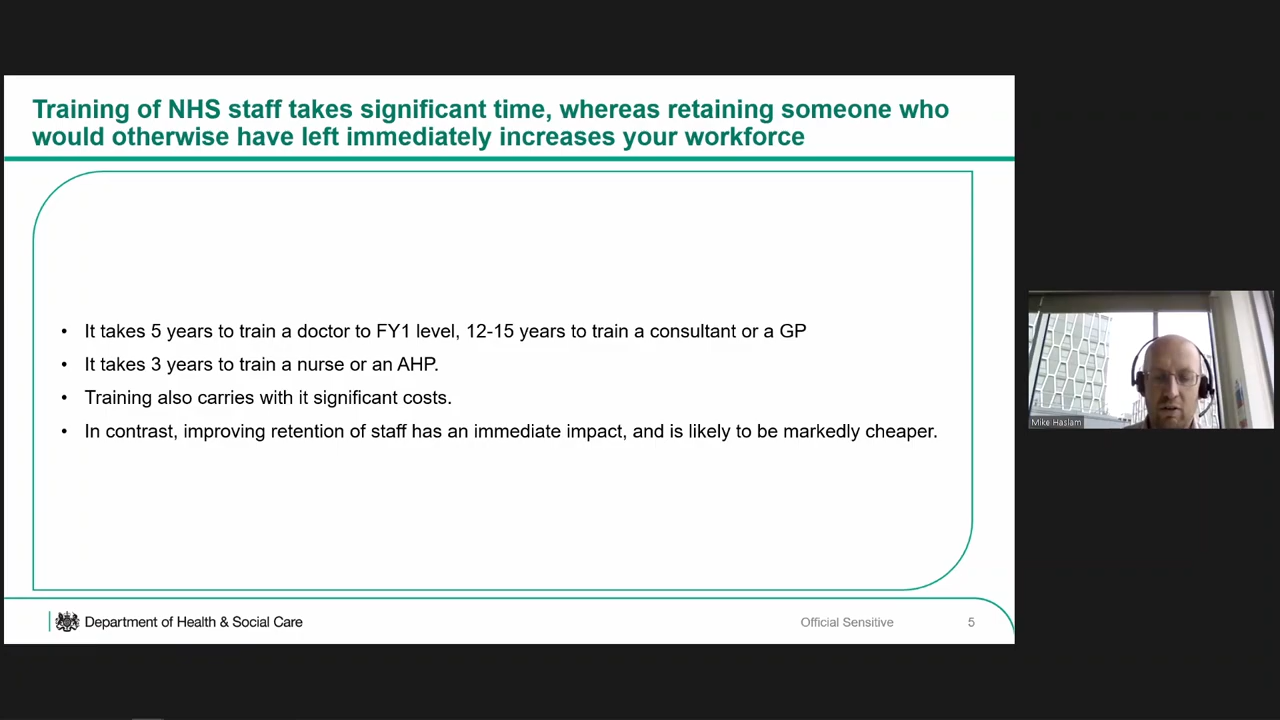 Training of NHS staff takes significant time, whereas retaining someone who
would otherwise have left immediately increases your workforce
• It takes 5 years to train a doctor to FY1 level, 12-15 years to train a consultant or a GP
• It takes 3 years to train a nurse or an AHP.
• Training also carries with it significant costs.
• In contrast, improving retention of staff has an immediate impact, and is likely to be markedly cheaper.
Mike Haslam
Department of Health & Social Care
Official Sensitive
5